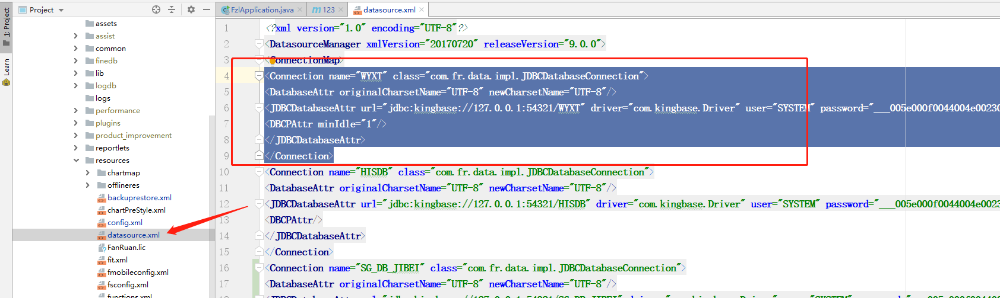 1: Project
Learn
Project
assets
assist
common
finedb
lib
logdb
logs
performance
plugins
product_improvement
reportlets
resources
chartmap
offlineres
backuprestore.xml
chartPreStyle.xml
config.xml
datasource.xml
FanRuan.lic
fit.xml
fmobileconfig.xml
fsconfig.xml
functions.xml
FzlApplication.java
m 123
datasource.xml
1 <?xml version="1.0" encoding="UTF-8"?>
2 <DatasourceManager xmlVersion="20170720" releaseVersion="9.0.0">
3 <ConnectionMap>
4 <Connection name="WYXT" class="com.fr.data.impl.JDBCDatabaseConnection">
5 <DatabaseAttr originalCharsetName="UTF-8" newCharsetName="UTF-8"/>
6 <JDBCDatabaseAttr url="jdbc:kingbase://127.0.0.1:54321/WYXT" driver="com.kingbase.Driver" user="SYSTEM" password="___005e000f0044004e0023
7 <DBCPAttr minIdle="1"/>
8 </JDBCDatabaseAttr>
9 </Connection>
10 <Connection name="HISDB" class="com.fr.data.impl.JDBCDatabaseConnection">
11 <DatabaseAttr originalCharsetName="UTF-8" newCharsetName="UTF-8"/>
12 <JDBCDatabaseAttr url="jdbc:kingbase://127.0.0.1:54321/HISDB" driver="com.kingbase.Driver" user="SYSTEM" password="___005e000f0044004e0023
13 <DBCPAttr/>
14 </JDBCDatabaseAttr>
15 </Connection>
16 <Connection name="SG_DB_JIBEI" class="com.fr.data.impl.JDBCDatabaseConnection">
17 <DatabaseAttr originalCharsetName="UTF-8" newCharsetName="UTF-8"/>